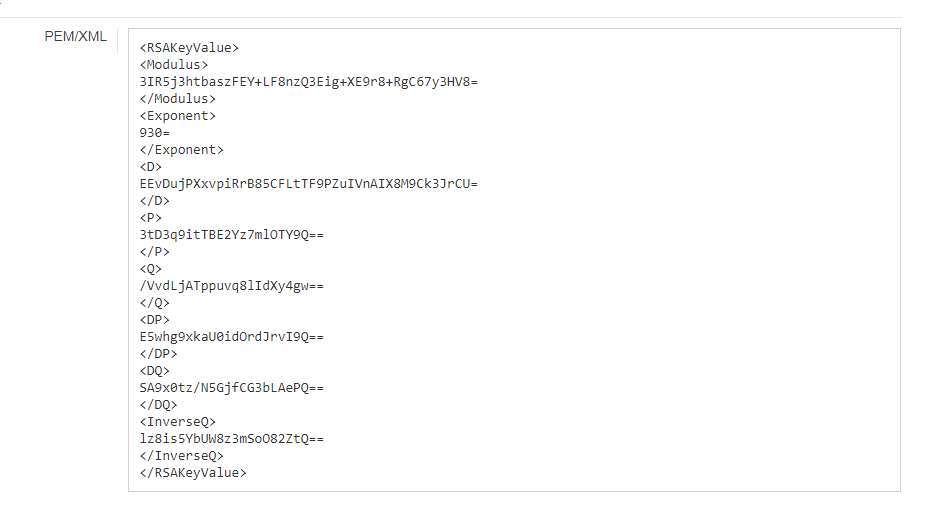 PEM/XML
<RSAKeyValue>
<Modulus>
3IR5j3htbaszFEY+LF8nzQ3Eig+XE9r8+RgC67y3HV8=
</Modulus>
<Exponent>
930=
</Exponent>
<D>
EEvDujPXxvpiRrB85CFLtTF9PZuIVnAIX8M9Ck3JrCU=
</D>
<P>
3tD3q9itTBE2Yz7mlOTY9Q==
</P>
<Q>
/VvdLjATppuvq8lIdXy4gw==
</Q>
<DP>
E5whg9xkaU0idOrdJrvI9Q==
</DP>
<DQ>
SA9x0tz/N5GjfCG3bLAePQ==
</DQ>
<InverseQ>
lz8is5YbUW8z3mSoO82ZtQ==
</InverseQ>
</RSAKeyValue>